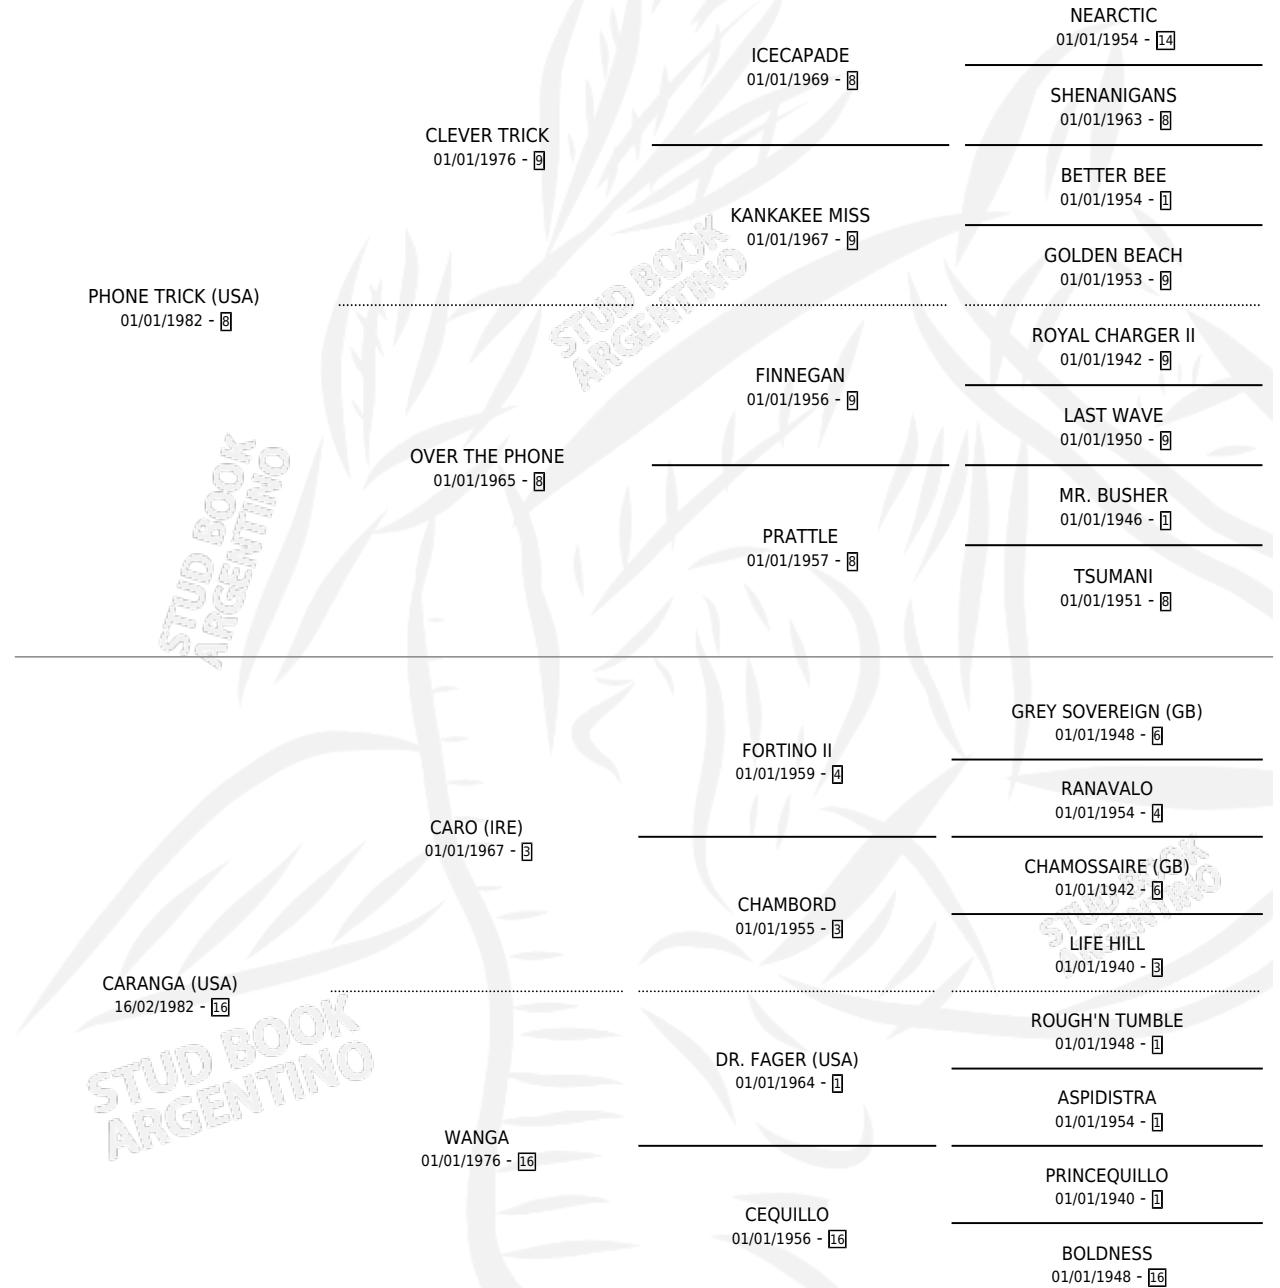 NEARCTIC
01/01/1954 - 14
ICECAPADE
01/01/1969 - 8
SHENANIGANS
01/01/1963 - 8
CLEVER TRICK
01/01/1976 - 9
BETTER BEE
01/01/1954 - 1
KANKAKEE MISS
01/01/1967 - 9
GOLDEN BEACH
01/01/1953 - 9
PHONE TRICK (USA)
01/01/1982 - 8
STUD BOOK
ARGENTINO
ROYAL CHARGER II
01/01/1942 - 9
FINNEGAN
01/01/1956 - 9
LAST WAVE
01/01/1950 - 9
OVER THE PHONE
01/01/1965 - 8
MR. BUSHER
01/01/1946 - 1
PRATTLE
01/01/1957 - 8
TSUMANI
01/01/1951 - 8
STUD BOOK
ARGENTINO
GREY SOVEREIGN (GB)
01/01/1948 - 6
FORTINO II
01/01/1959 - 4
RANAVALO
01/01/1954 - 4
CARO (IRE)
01/01/1967 - 3
CHAMOSSAIRE (GB)
01/01/1942 - 6
CHAMBORD
01/01/1955 - 3
STUD BOOK
ARGENTINO
LIFE HILL
01/01/1940 - 3
CARANGA (USA)
16/02/1982 - 16
STUD BOOK
ARGENTINO
ROUGH'N TUMBLE
01/01/1948 - 1
DR. FAGER (USA)
01/01/1964 - 1
ASPIDISTRA
01/01/1954 - 1
WANGA
01/01/1976 - 16
PRINCEQUILLO
01/01/1940 - 1
CEQUILLO
01/01/1956 - 16
BOLDNESS
01/01/1948 - 16